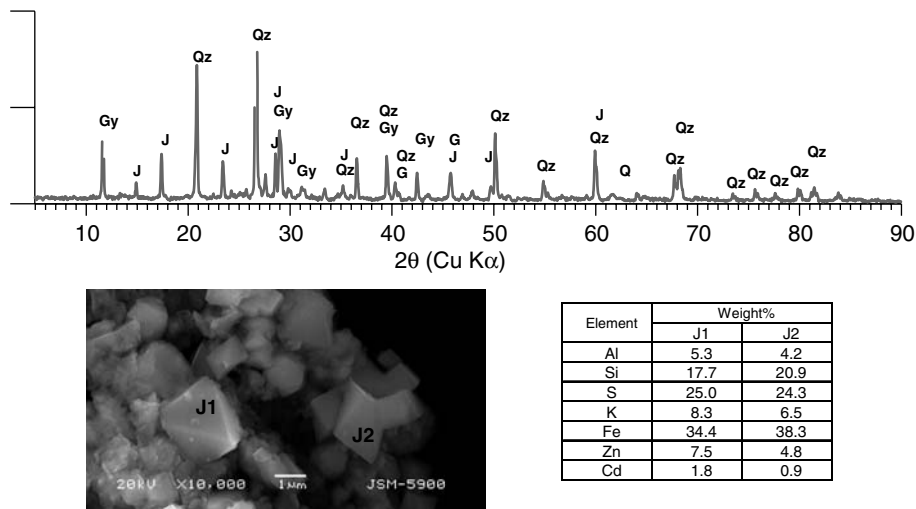 Qz
Qz
J
Gy
Gy
J
J
J
J
J
Gy
J
Qz
Qz
Qz
Gy
Qz
G
Gy
G
J
J
Qz
Qz
J
Qz
Q
Qz
Qz
Qz
Qz
Qz
Qz
Qz
10 20 30 40 50 60 70 80 90
2θ (Cu Kα)
J1
J2
20kV X10,000 1µm JSM-5900
Element Weight%
J1 J2
Al 5.3 4.2
Si 17.7 20.9
S 25.0 24.3
K 8.3 6.5
Fe 34.4 38.3
Zn 7.5 4.8
Cd 1.8 0.9